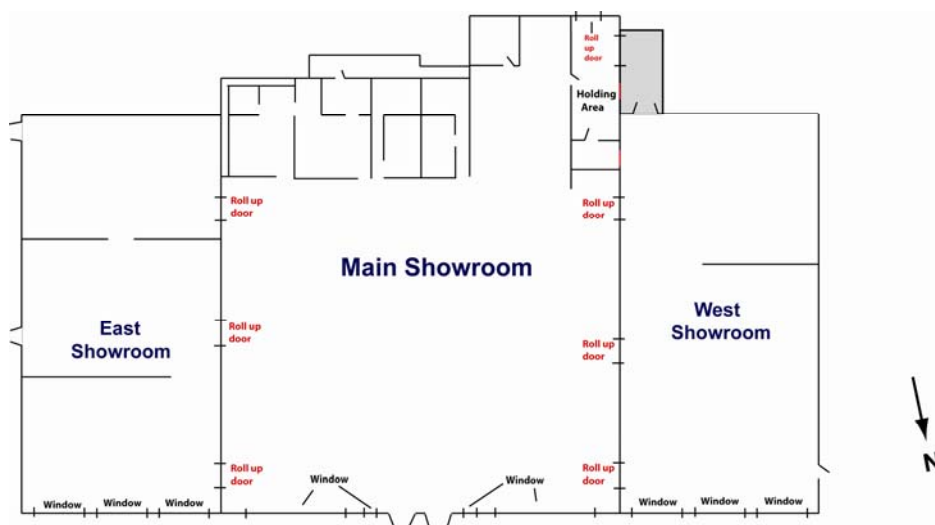 Roll
up
door
Holding
Area
Roll up
door
Roll up
door
Main Showroom
East
Showroom
Roll up
door
Roll up
door
West
Showroom
Roll up
door
Roll up
door
Window
Window
Window
Window
Window
Window
Window
Window
N